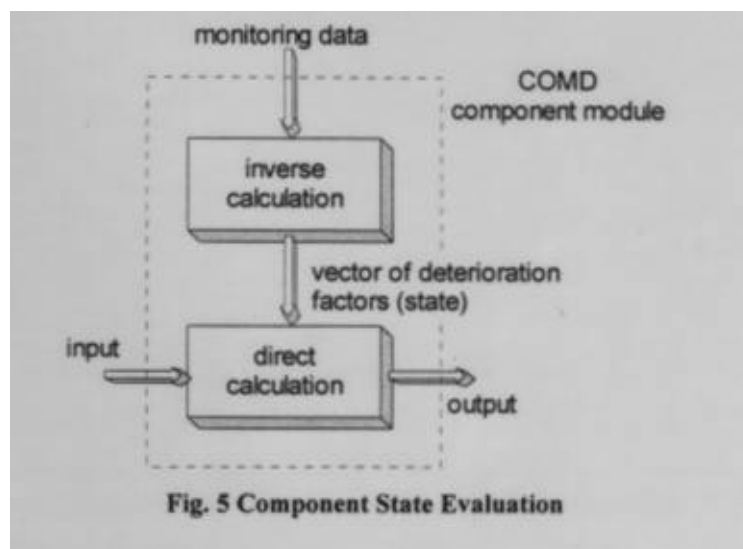 monitoring data
COMD
component module
inverse
calculation
vector of deterioration
factors (state)
input
direct
calculation
output
Fig. 5 Component State Evaluation